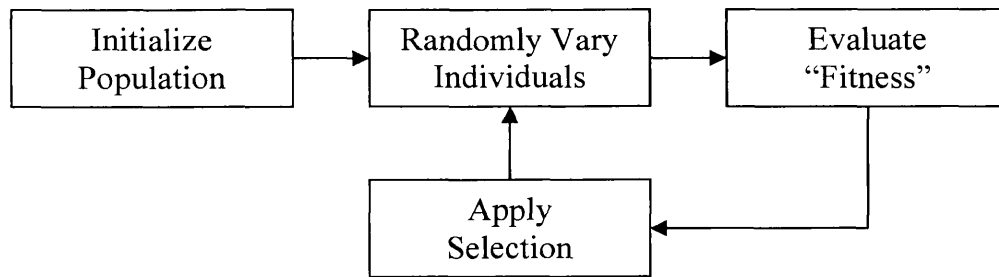 Initialize
Population
Randomly Vary
Individuals
Evaluate
“Fitness”
Apply
Selection